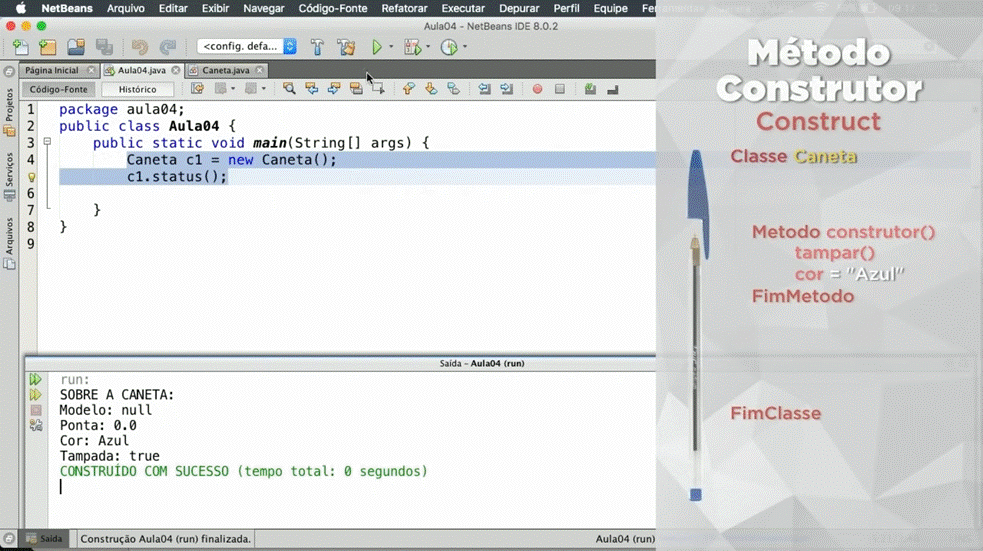 NetBeans Arquivo Editar Exibir Navegar Código-Fonte Refatorar Executar Depurar Perfil Equipe Ferramentas
Aula04 - NetBeans IDE 8.0.2
<config. defa...
Página Inicial Aula04.java Caneta.java
Código-Fonte Histórico
Projetos
Serviços
Arquivos
1 package aula04;
2 public class Aula04 {
3 public static void main(String[] args) {
4 Caneta c1 = new Caneta();
c1.status();
6
7 }
8 }
9
Saída - Aula04 (run)
run:
SOBRE A CANETA:
Modelo: null
Ponta: 0.0
Cor: Azul
Tampada: true
CONSTRUÍDO COM SUCESSO (tempo total: 0 segundos)
Saída
Construção Aula04 (run) finalizada.
Aula04 (run)
Método
Construtor
Construct
Classe Caneta
Metodo construtor()
tampar()
cor = "Azul"
FimMetodo
FimClasse